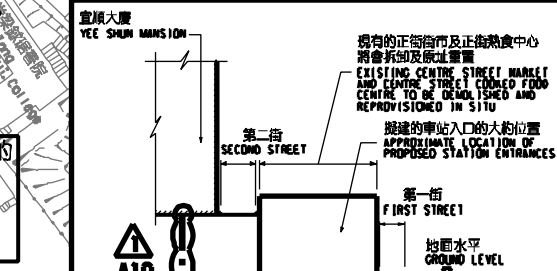 宜順大廈
YEE SHUN MANSION
現有的正街街市及正街熟食中心
將會拆卸及原址重置
EXISTING CENTRE STREET MARKET
AND CENTRE STREET COOKED FOOD
CENTRE TO BE DEMOLISHED AND
REPROVISIONED IN SITU
擬建的車站入口的大約位置
APPROXIMATE LOCATION OF
PROPOSED STATION ENTRANCES
第二街
SECOND STREET
第一街
FIRST STREET
地面水平
GROUND LEVEL
的
1
A10
College